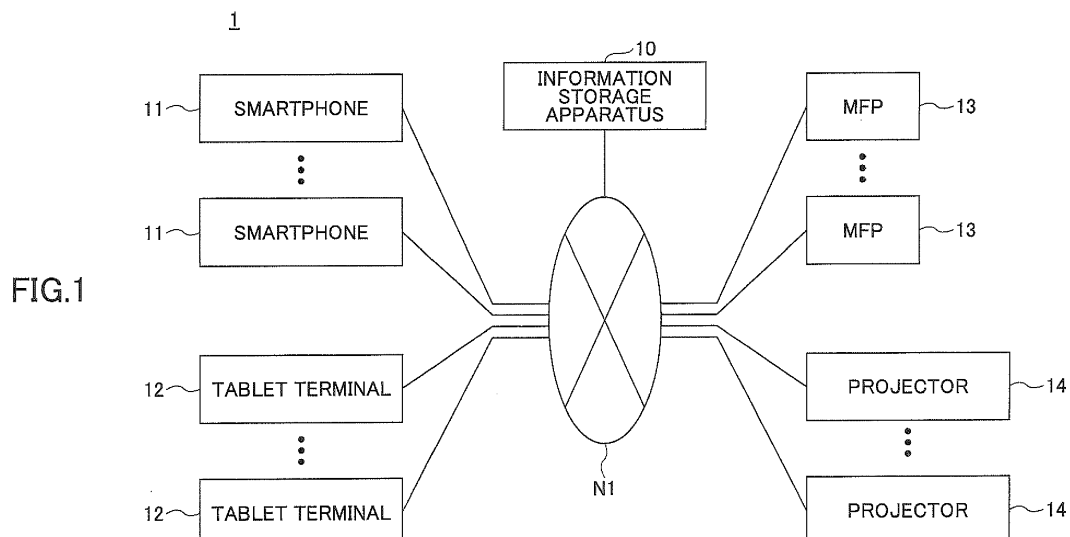 1
10
INFORMATION
STORAGE
APPARATUS
11
SMARTPHONE
MFP
13
11
SMARTPHONE
MFP
13
FIG.1
12
TABLET TERMINAL
PROJECTOR
14
N1
12
TABLET TERMINAL
PROJECTOR
14